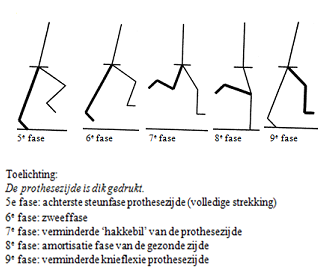 5ᵉ fase 6ᵉ fase 7ᵉ fase 8ᵉ fase 9ᵉ fase
Toelichting:
De prothesezijde is dik gedrukt.
5e fase: achterste steunfase prothesezijde (volledige strekking)
6ᵉ fase: zweeffase
7ᵉ fase: verminderde ‘hakkebil’ van de prothesezijde
8ᵉ fase: amortisatie fase van de gezonde zijde
9ᵉ fase: verminderde knieflexie prothesezijde